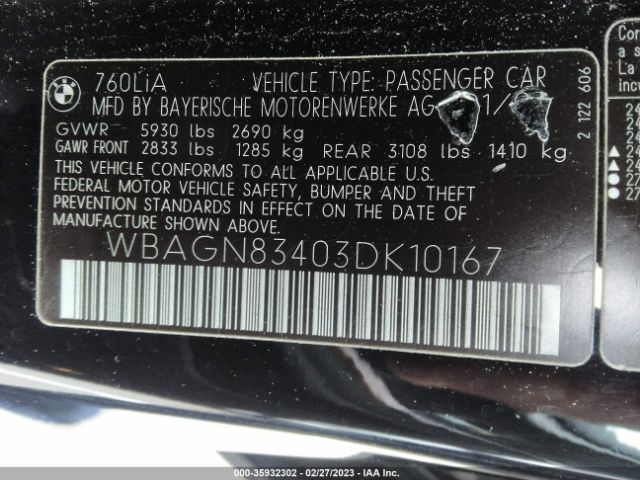 BMW
760LiA VEHICLE TYPE: PASSENGER CAR
MFD BY BAYERISCHE MOTORENWERKE AG 1/
GVWR 5930 lbs 2690 kg
GAWR FRONT 2833 lbs 1285 kg REAR 3108 lbs 1410 kg
THIS VEHICLE CONFORMS TO ALL APPLICABLE U.S.
FEDERAL MOTOR VEHICLE SAFETY, BUMPER AND THEFT
PREVENTION STANDARDS IN EFFECT ON THE DATE OF
MANUFACTURE SHOWN ABOVE.
WBAGN83403DK10167
2 122 606
La
000-35932302 - 02/27/2023 - IAA Inc.